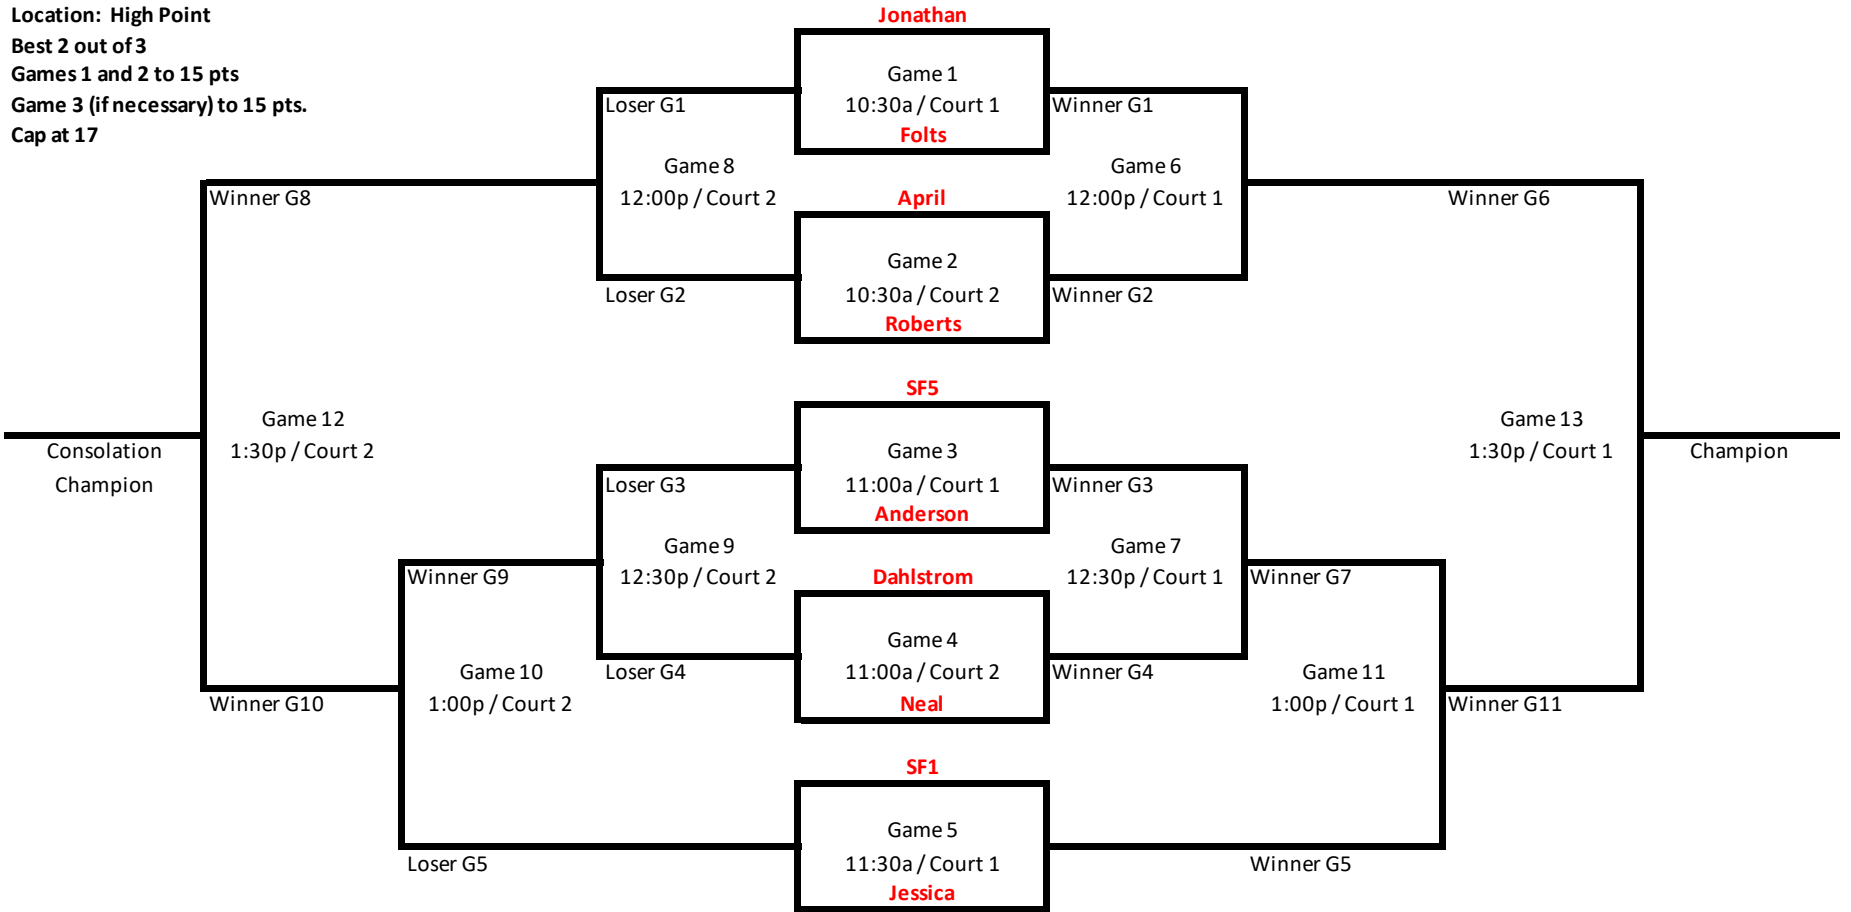 Location: High Point
Best 2 out of 3
Games 1 and 2 to 15 pts
Game 3 (if necessary) to 15 pts.
Cap at 17
Jonathan
Game 1
10:30a / Court 1
Folts
Loser G1
Winner G1
Game 8
12:00p / Court 2
Game 6
12:00p / Court 1
Winner G8
April
Winner G6
Game 2
10:30a / Court 2
Roberts
Loser G2
Winner G2
SF5
Game 12
1:30p / Court 2
Game 13
1:30p / Court 1
Consolation
Champion
Champion
Game 3
11:00a / Court 1
Anderson
Loser G3
Winner G3
Game 9
12:30p / Court 2
Game 7
12:30p / Court 1
Winner G9
Dahlstrom
Winner G7
Game 4
11:00a / Court 2
Neal
Loser G4
Winner G4
Game 10
1:00p / Court 2
Game 11
1:00p / Court 1
Winner G10
Winner G11
SF1
Game 5
11:30a / Court 1
Jessica
Loser G5
Winner G5